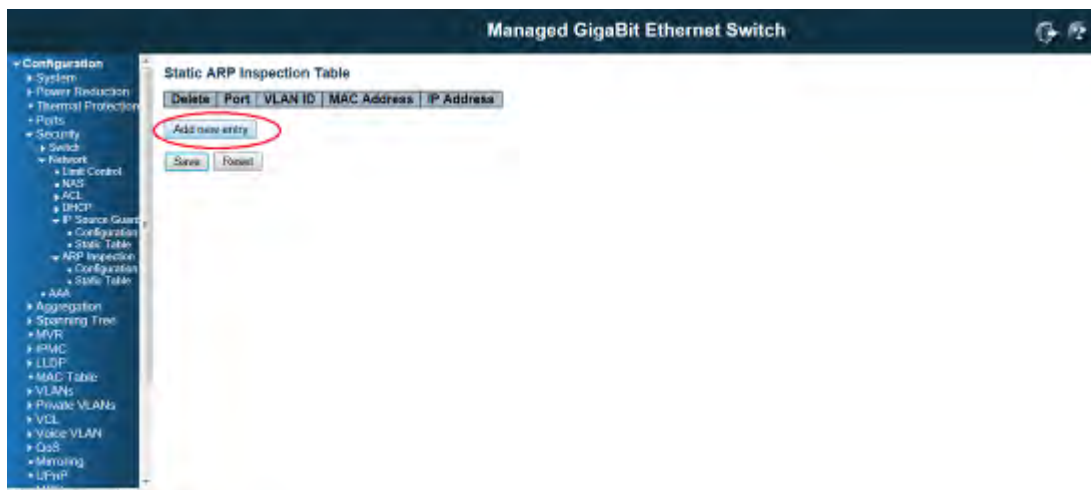 Managed GigaBit Ethernet Switch
Configuration
System
Power Reduction
Thermal Protection
Ports
Security
Switch
Network
Limit Control
NAS
ACL
DHCP
IP Source Guard
Configuration
Static Table
ARP Inspection
Configuration
Static Table
AAA
Aggregation
Spanning Tree
MVR
IPMC
LLDP
MAC Table
VLANs
Private VLANs
VCL
Voice VLAN
QoS
Mirroring
UPnP
Static ARP Inspection Table
Delete Port VLAN ID MAC Address IP Address
Add new entry
Save Reset